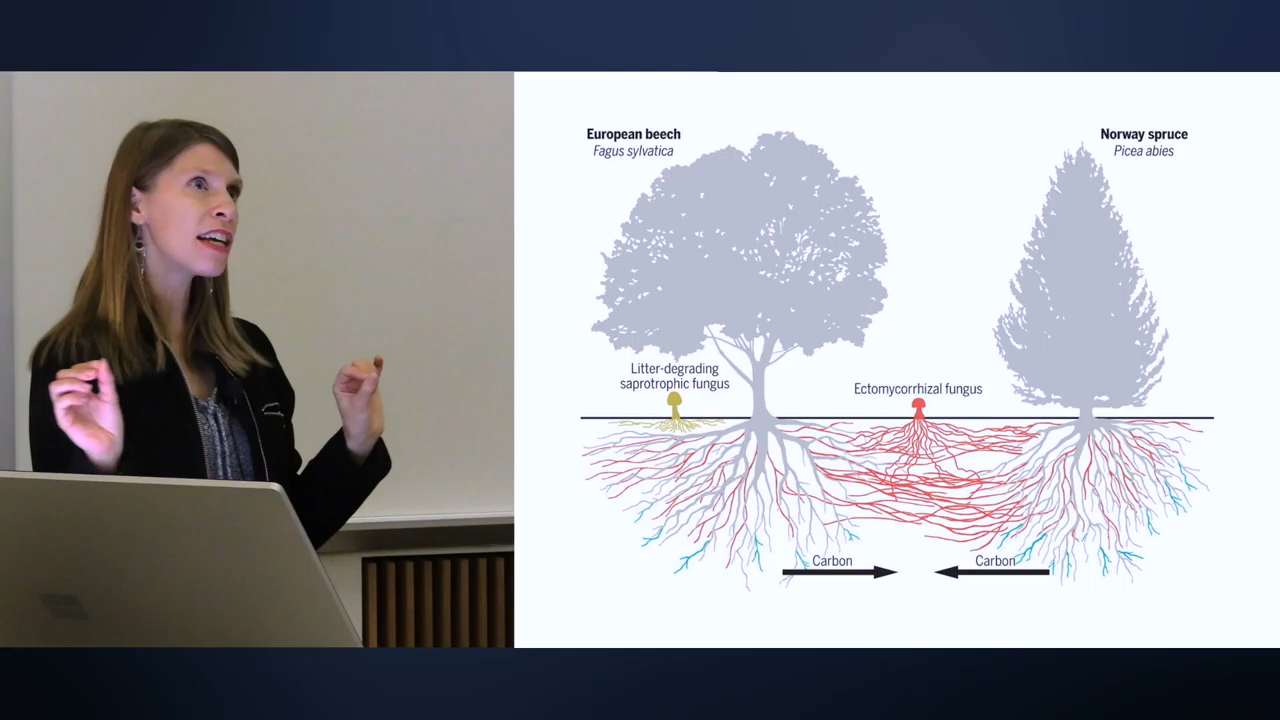 European beech
Fagus sylvatica
Norway spruce
Picea abies
Litter-degrading
saprotrophic fungus
Ectomycorrhizal fungus
Carbon
Carbon